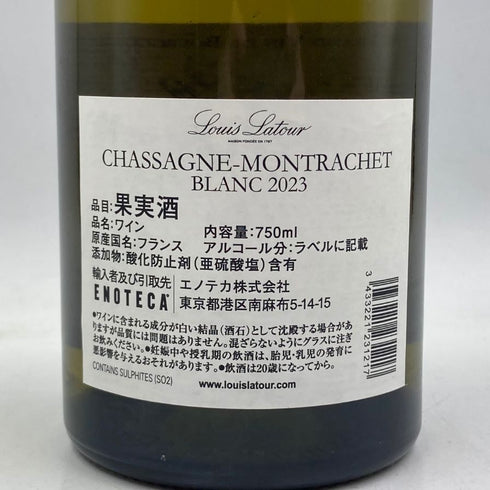 Louis Latour
MAISON FONDÉE EN 1797
CHASSAGNE-MONTRACHET
BLANC 2023
品目:果実酒
品名:ワイン 内容量:750ml
原産国名:フランス アルコール分:ラベルに記載
添加物:酸化防止剤(亜硫酸塩)含有
輸入者及び引取先 エノテカ株式会社
ENOTECA 東京都港区南麻布5-14-15
●ワインに含まれる成分が白い結晶(酒石)として沈殿する場合があ
りますが品質には問題はありません。混ざらないようにグラスに注ぎ
お飲みください。●妊娠中や授乳期の飲酒は、胎児・乳児の発育に
悪影響を与えるおそれがあります。●飲酒は20歳になってから。
CONTAINS SULPHITES (SO2)
www.louislatour.com
3 433221 231217